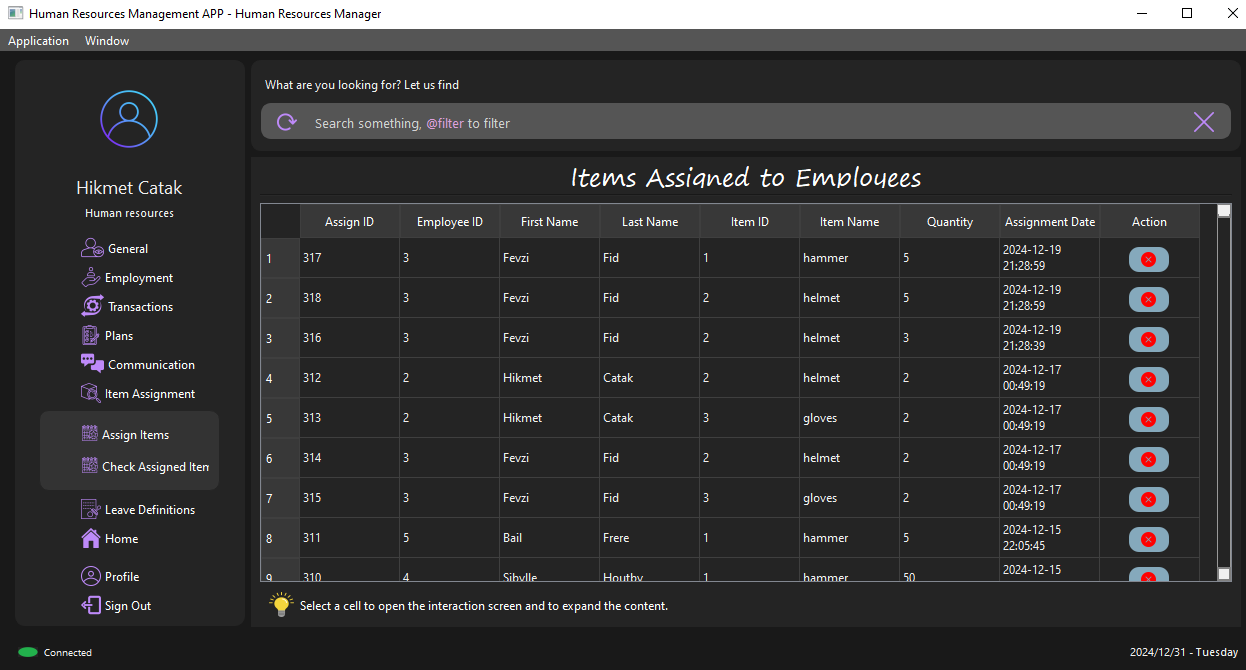 Human Resources Management APP - Human Resources Manager
Application Window
Hikmet Catak
Human resources
General
Employment
Transactions
Plans
Communication
Item Assignment
Assign Items
Check Assigned Item
Leave Definitions
Home
Profile
Sign Out
What are you looking for? Let us find
Search something, @filter to filter
Items Assigned to Employees
Assign ID Employee ID First Name Last Name Item ID Item Name Quantity Assignment Date Action
1 317 3 Fevzi Fid 1 hammer 5 2024-12-19
21:28:59
2 318 3 Fevzi Fid 2 helmet 5 2024-12-19
21:28:59
3 316 3 Fevzi Fid 2 helmet 3 2024-12-19
21:28:39
4 312 2 Hikmet Catak 2 helmet 2 2024-12-17
00:49:19
5 313 2 Hikmet Catak 3 gloves 2 2024-12-17
00:49:19
6 314 3 Fevzi Fid 2 helmet 2 2024-12-17
00:49:19
7 315 3 Fevzi Fid 3 gloves 2 2024-12-17
00:49:19
8 311 5 Bail Frere 1 hammer 5 2024-12-15
22:05:45
9 310 4 Sibylle Houtby 1 hammer 50 2024-12-15
Select a cell to open the interaction screen and to expand the content.
Connected
2024/12/31 - Tuesday